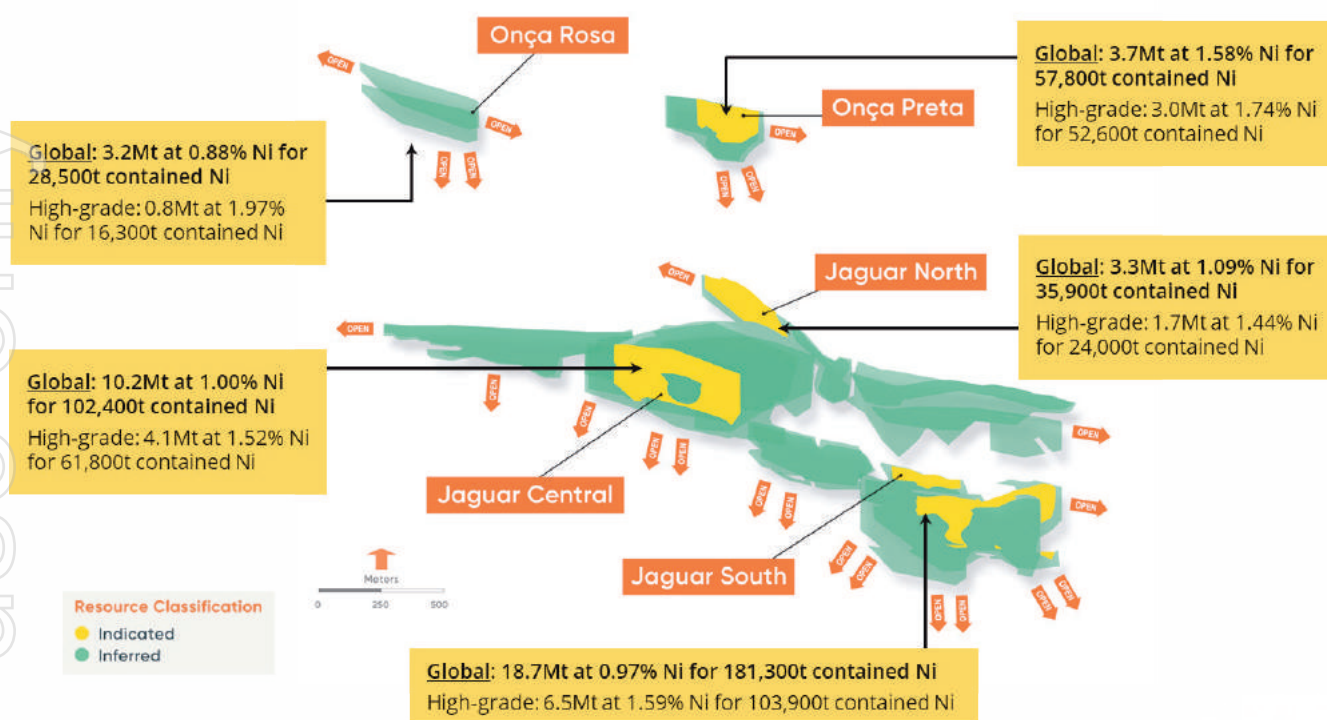 Onça Rosa
OPEN
OPEN
OPEN
OPEN
Global: 3.2Mt at 0.88% Ni for
28,500t contained Ni
High-grade: 0.8Mt at 1.97%
Ni for 16,300t contained Ni
Onça Preta
OPEN
OPEN
OPEN
Global: 3.7Mt at 1.58% Ni for
57,800t contained Ni
High-grade: 3.0Mt at 1.74% Ni
for 52,600t contained Ni
Jaguar North
OPEN
Global: 3.3Mt at 1.09% Ni for
35,900t contained Ni
High-grade: 1.7Mt at 1.44% Ni
for 24,000t contained Ni
OPEN
OPEN
OPEN
OPEN
OPEN
OPEN
Global: 10.2Mt at 1.00% Ni
for 102,400t contained Ni
High-grade: 4.1Mt at 1.52% Ni
for 61,800t contained Ni
Jaguar Central
OPEN
OPEN
OPEN
OPEN
OPEN
OPEN
OPEN
OPEN
OPEN
Jaguar South
Meters
0 250 500
Resource Classification
Indicated
Inferred
Global: 18.7Mt at 0.97% Ni for 181,300t contained Ni
High-grade: 6.5Mt at 1.59% Ni for 103,900t contained Ni